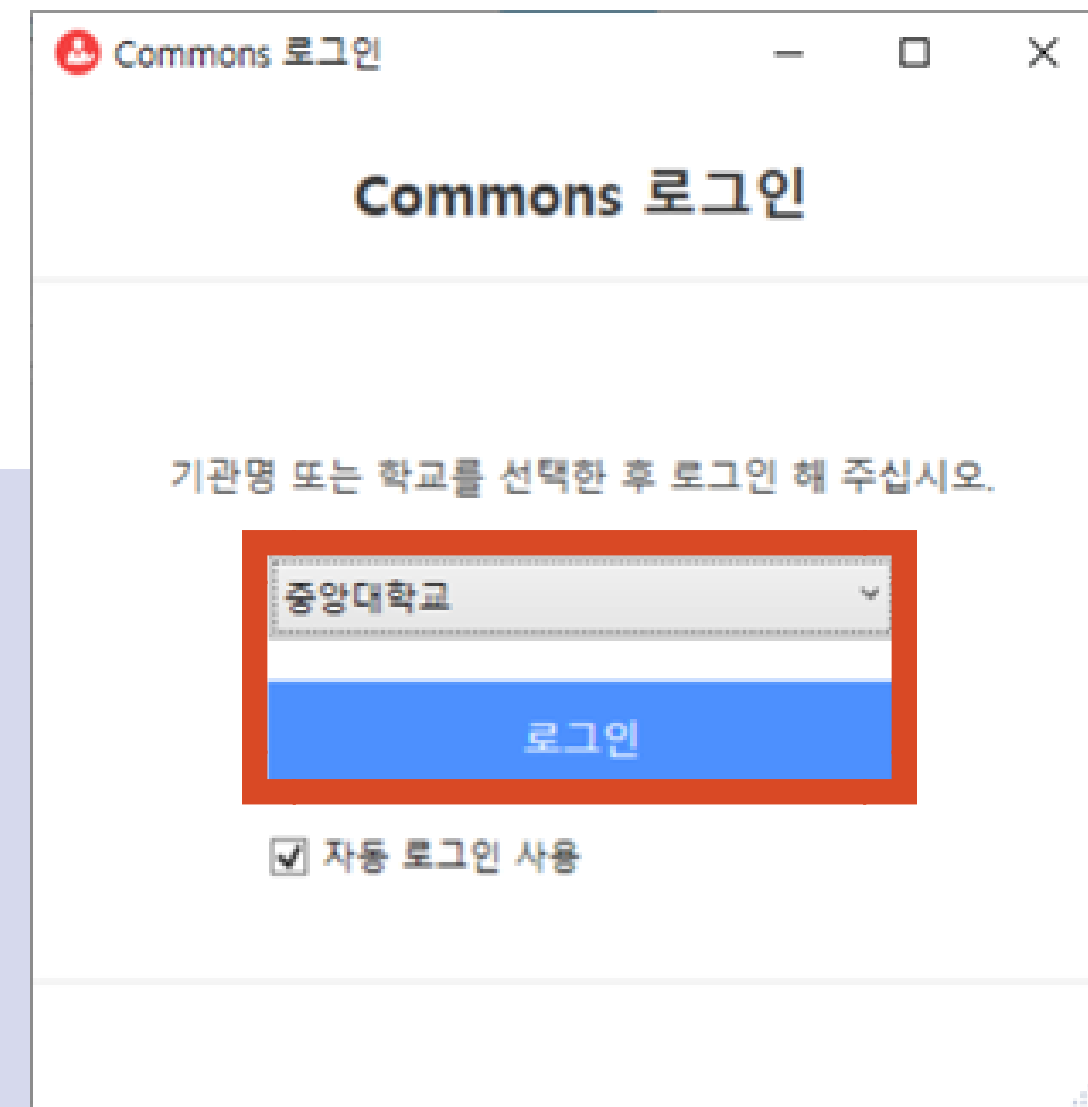 Commons 로그인
Commons 로그인
기관명 또는 학교를 선택한 후 로그인 해 주십시오.
중앙대학교
로그인
자동 로그인 사용